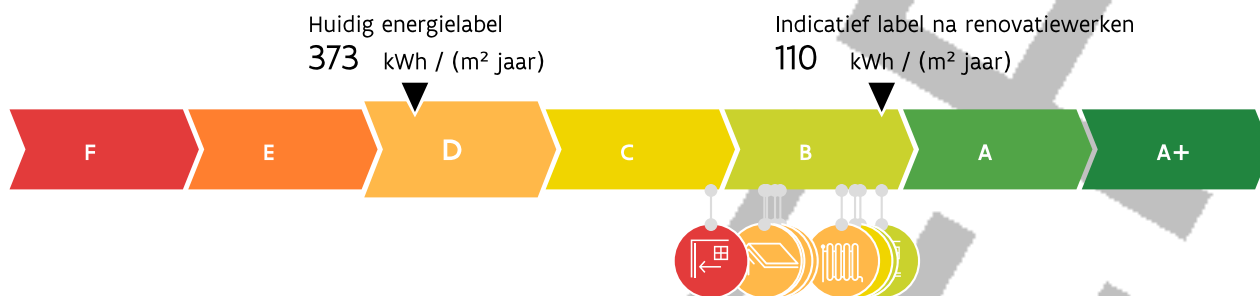 Huidig energielabel
373 kWh / (m² jaar)
Indicatief label na renovatiewerken
110 kWh / (m² jaar)
F E D C B A A+